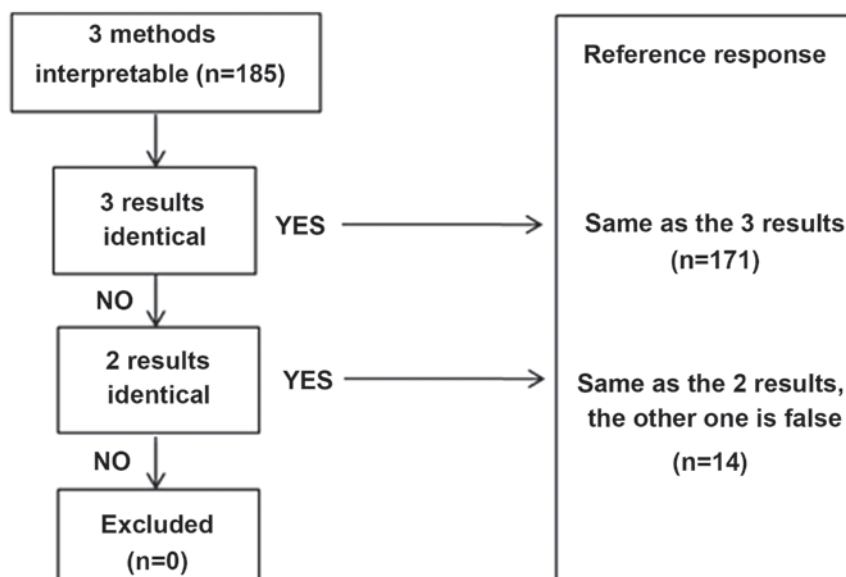 3 methods
interpretable (n=185)
Reference response
3 results
identical
YES
Same as the 3 results
(n=171)
NO
2 results
identical
YES
Same as the 2 results,
the other one is false
(n=14)
NO
Excluded
(n=0)